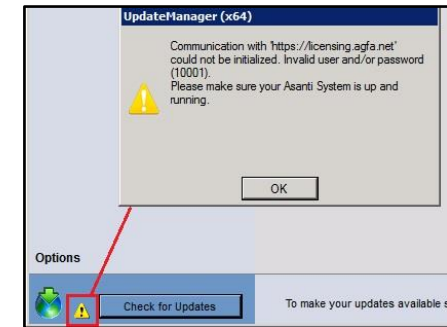 UpdateManager (x64)
Communication with 'https://licensing.agfa.net'
could not be initialized. Invalid user and/or password
(10001).
Please make sure your Asanti System is up and
running.
OK
Options
Check for Updates
To make your updates available s